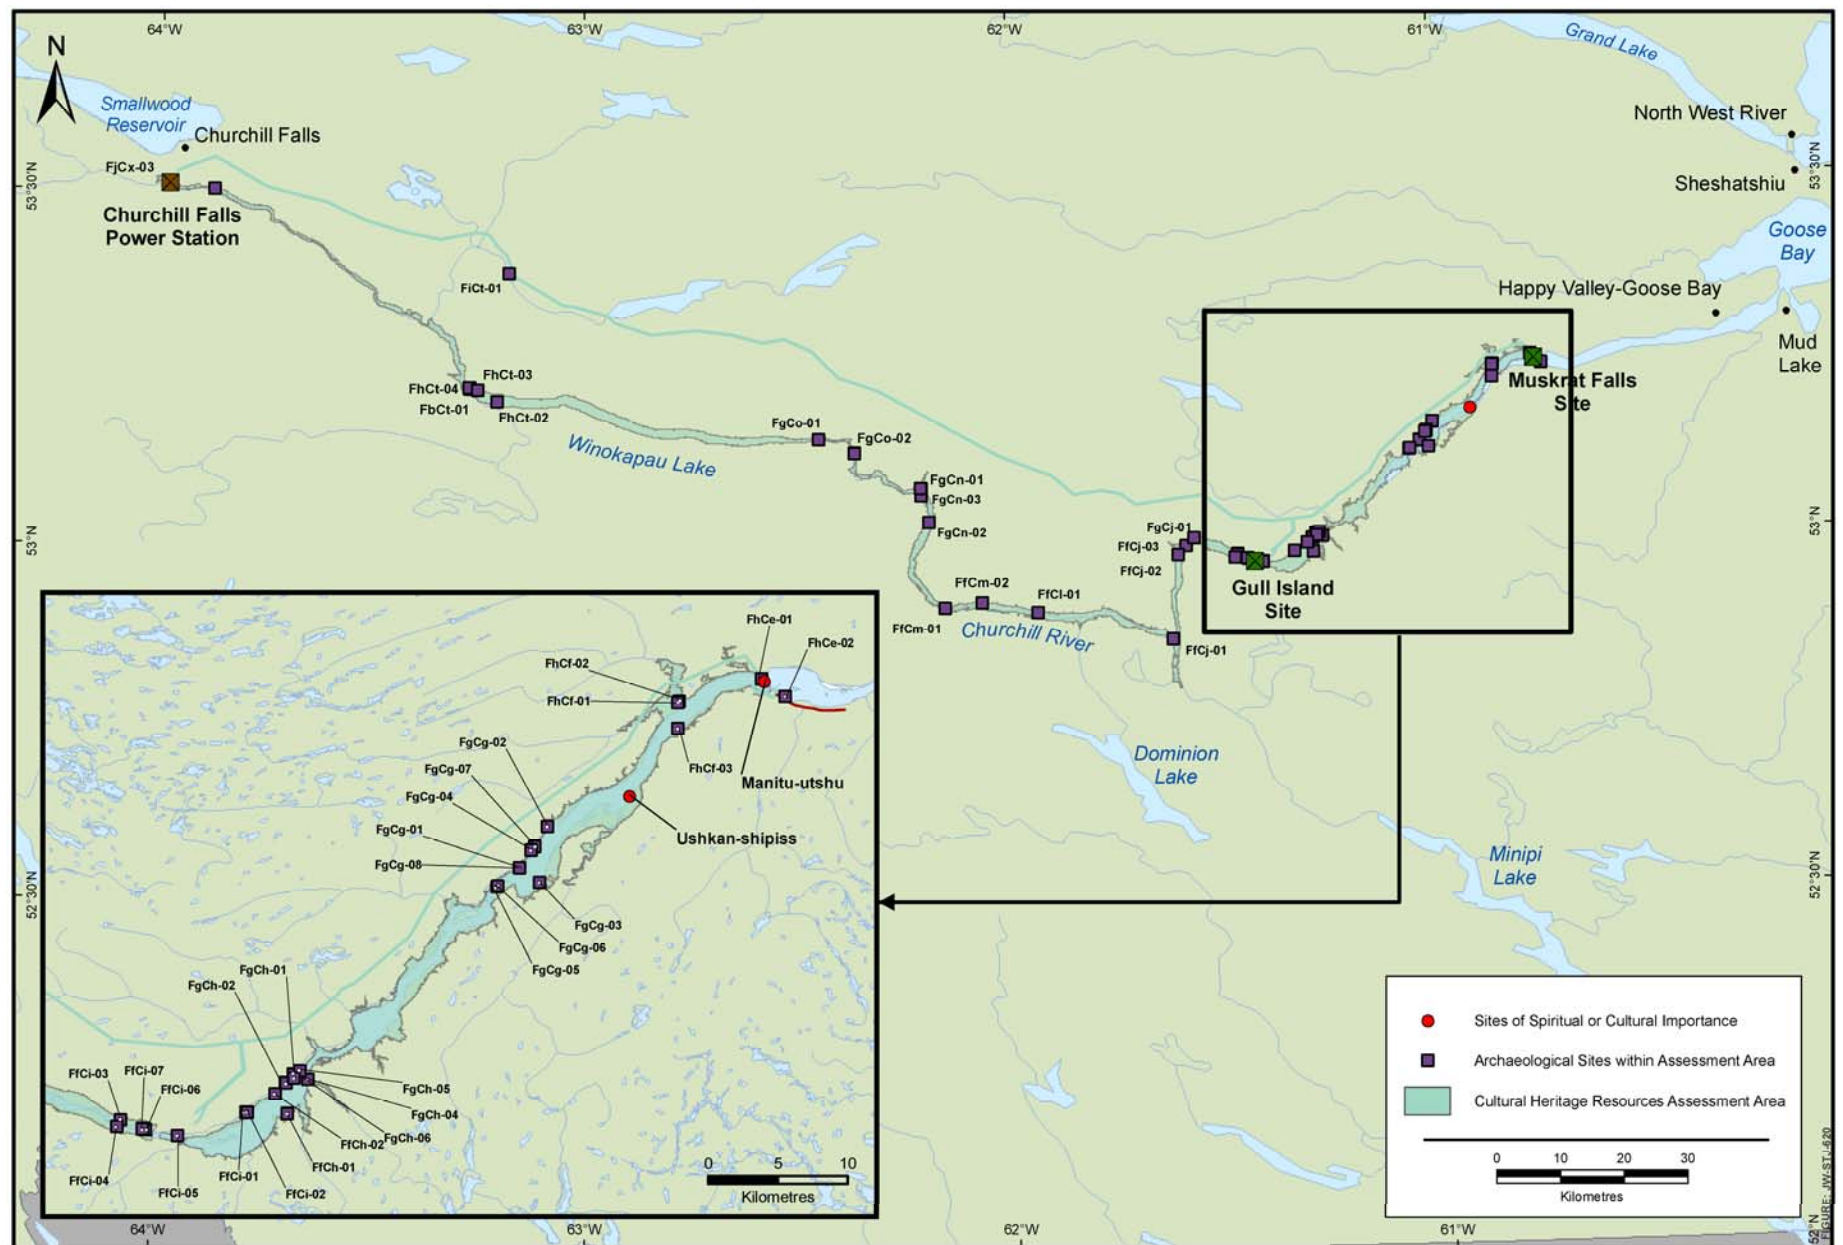 64°W
63°W
62°W
61°W
N
Grand Lake
Smallwood
Reservoir
Churchill Falls
North West River
FjCx-03
53°30'N
53°30'N
Sheshatshiu
Churchill Falls
Power Station
Goose
Bay
FiCt-01
Happy Valley-Goose Bay
Mud
Lake
FhCt-03
FhCt-04
FbCt-01
FhCt-02
Muskrat Falls
Site
FgCo-01
FgCo-02
Winokapau Lake
FgCn-01
FgCn-03
FgCn-02
FgCj-01
FfCj-03
FfCj-02
53°N
53°N
Gull Island
Site
FfCm-02
FfCl-01
FfCm-01
Churchill River
FfCj-01
Dominion
Lake
Minipi
Lake
52°30'N
52°30'N
FhCe-01
FhCe-02
FhCf-02
FhCf-01
FgCg-02
FhCf-03
FgCg-07
Manitu-utshu
FgCg-04
FgCg-01
Ushkan-shipiss
FgCg-08
FgCg-03
FgCg-06
FgCg-05
FgCh-01
FgCh-02
FfCi-03
FfCi-07
FfCi-06
FgCh-05
FgCh-04
FgCh-06
FfCh-02
FfCh-01
FfCi-04
FfCi-05
FfCi-01
FfCi-02
0 5 10
Kilometres
Sites of Spiritual or Cultural Importance
Archaeological Sites within Assessment Area
Cultural Heritage Resources Assessment Area
0 10 20 30
Kilometres
FIGURE: JW-STJ-620
52°N
64°W
63°W
62°W
61°W